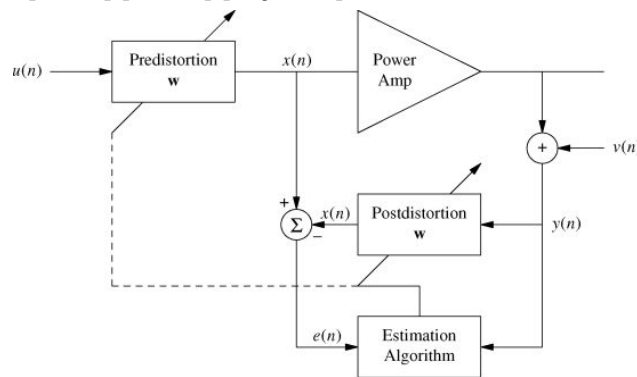 Predistortion
w
u(n)
x(n)
Power
Amp
+
v(n
+
x(n)
Σ
−
Postdistortion
w
y(n)
e(n)
Estimation
Algorithm